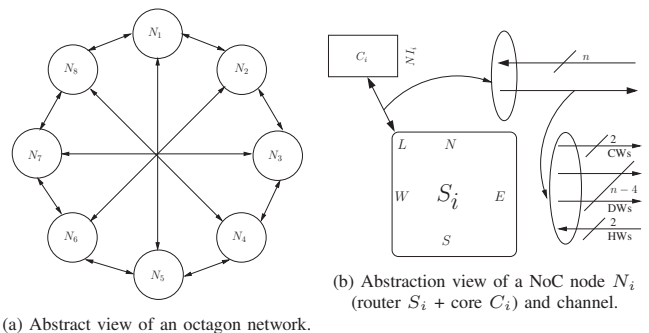 N1
N8
N2
N7
N3
N6
N4
N5
(a) Abstract view of an octagon network.
Ci
NIi
n
L N
W Si E
S
2
CWs
n − 4
DWs
2
HWs
(b) Abstraction view of a NoC node Ni
(router Si + core Ci) and channel.